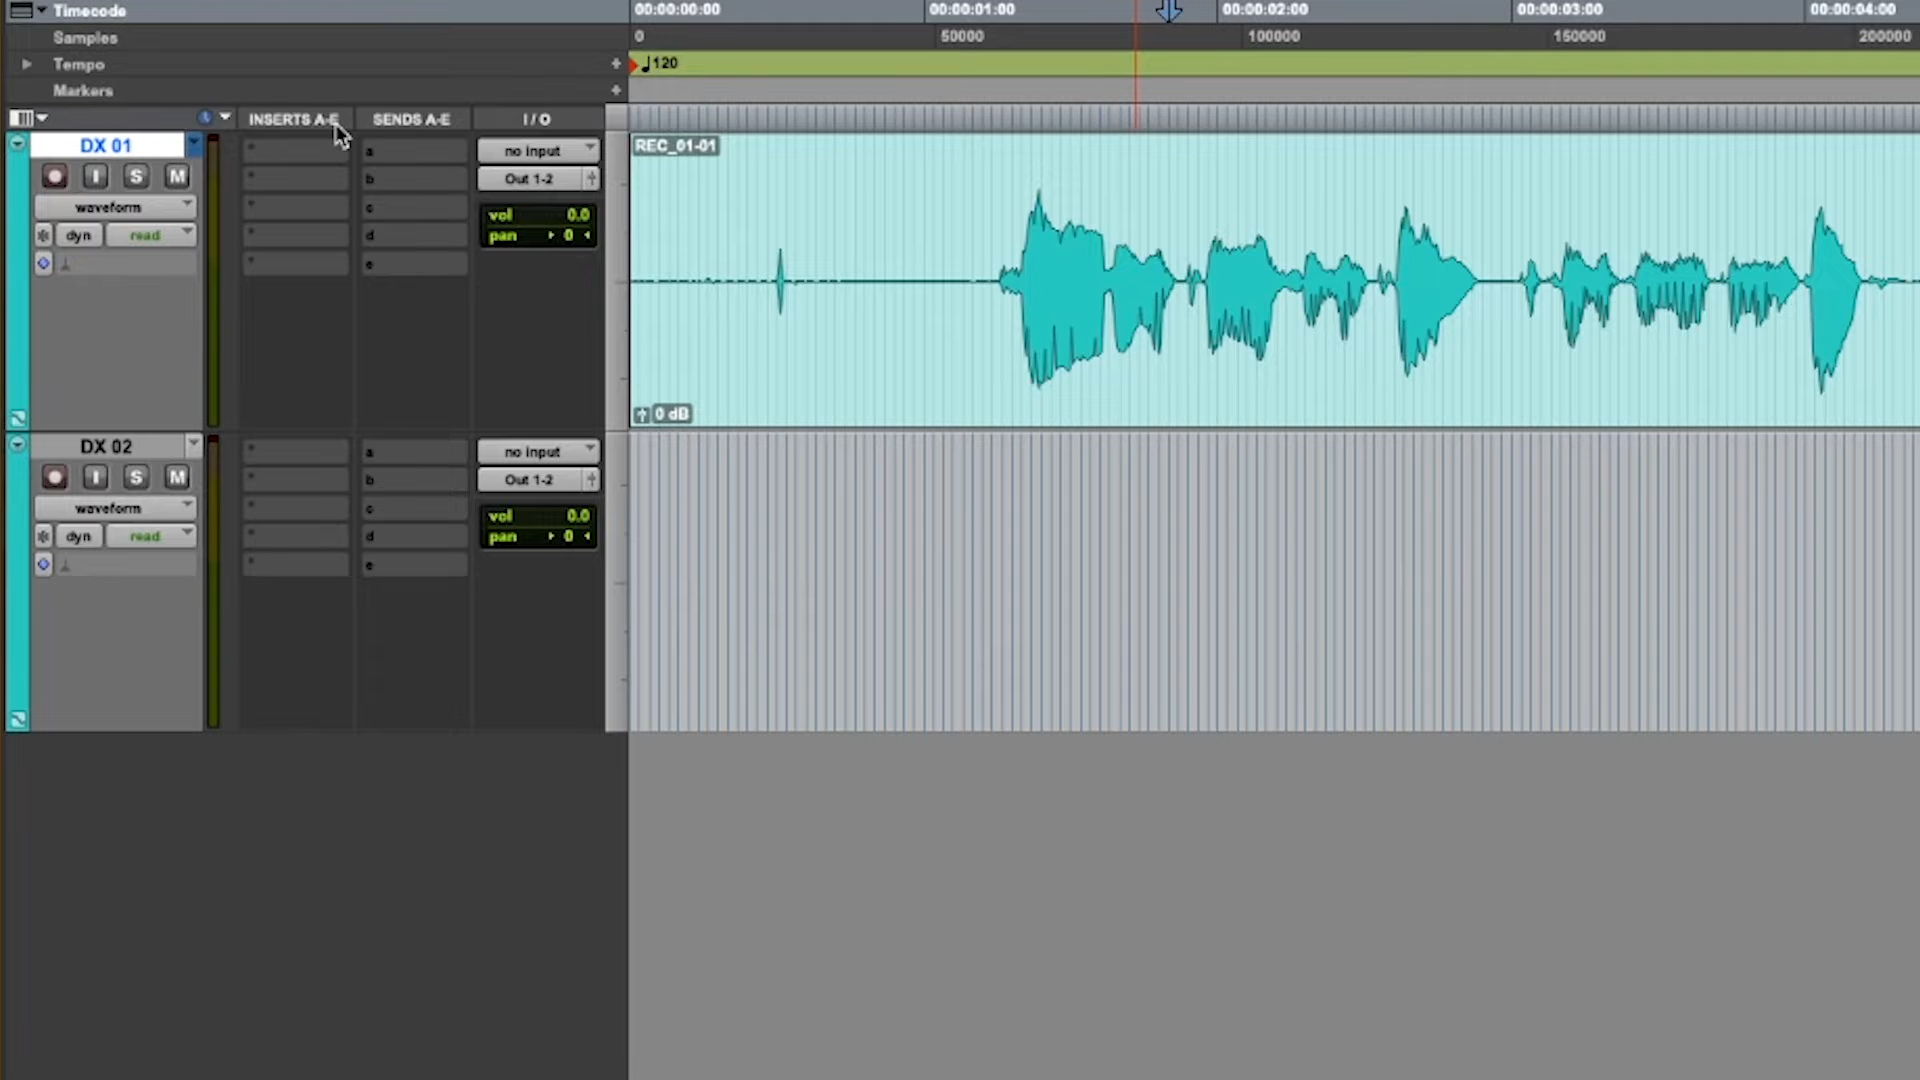 Timecode 00:00:00:00 00:00:01:00 00:00:02:00 00:00:03:00 00:00:04:00
Samples 0 50000 100000 150000 200000
Tempo + 120
Markers +
INSERTS A-E SENDS A-E I / O
DX 01 a no input REC_01-01
I S M b Out 1-2
waveform c vol 0.0
dyn read d pan 0
e
0 dB
DX 02 a no input
I S M b Out 1-2
waveform c vol 0.0
dyn read d pan 0
e